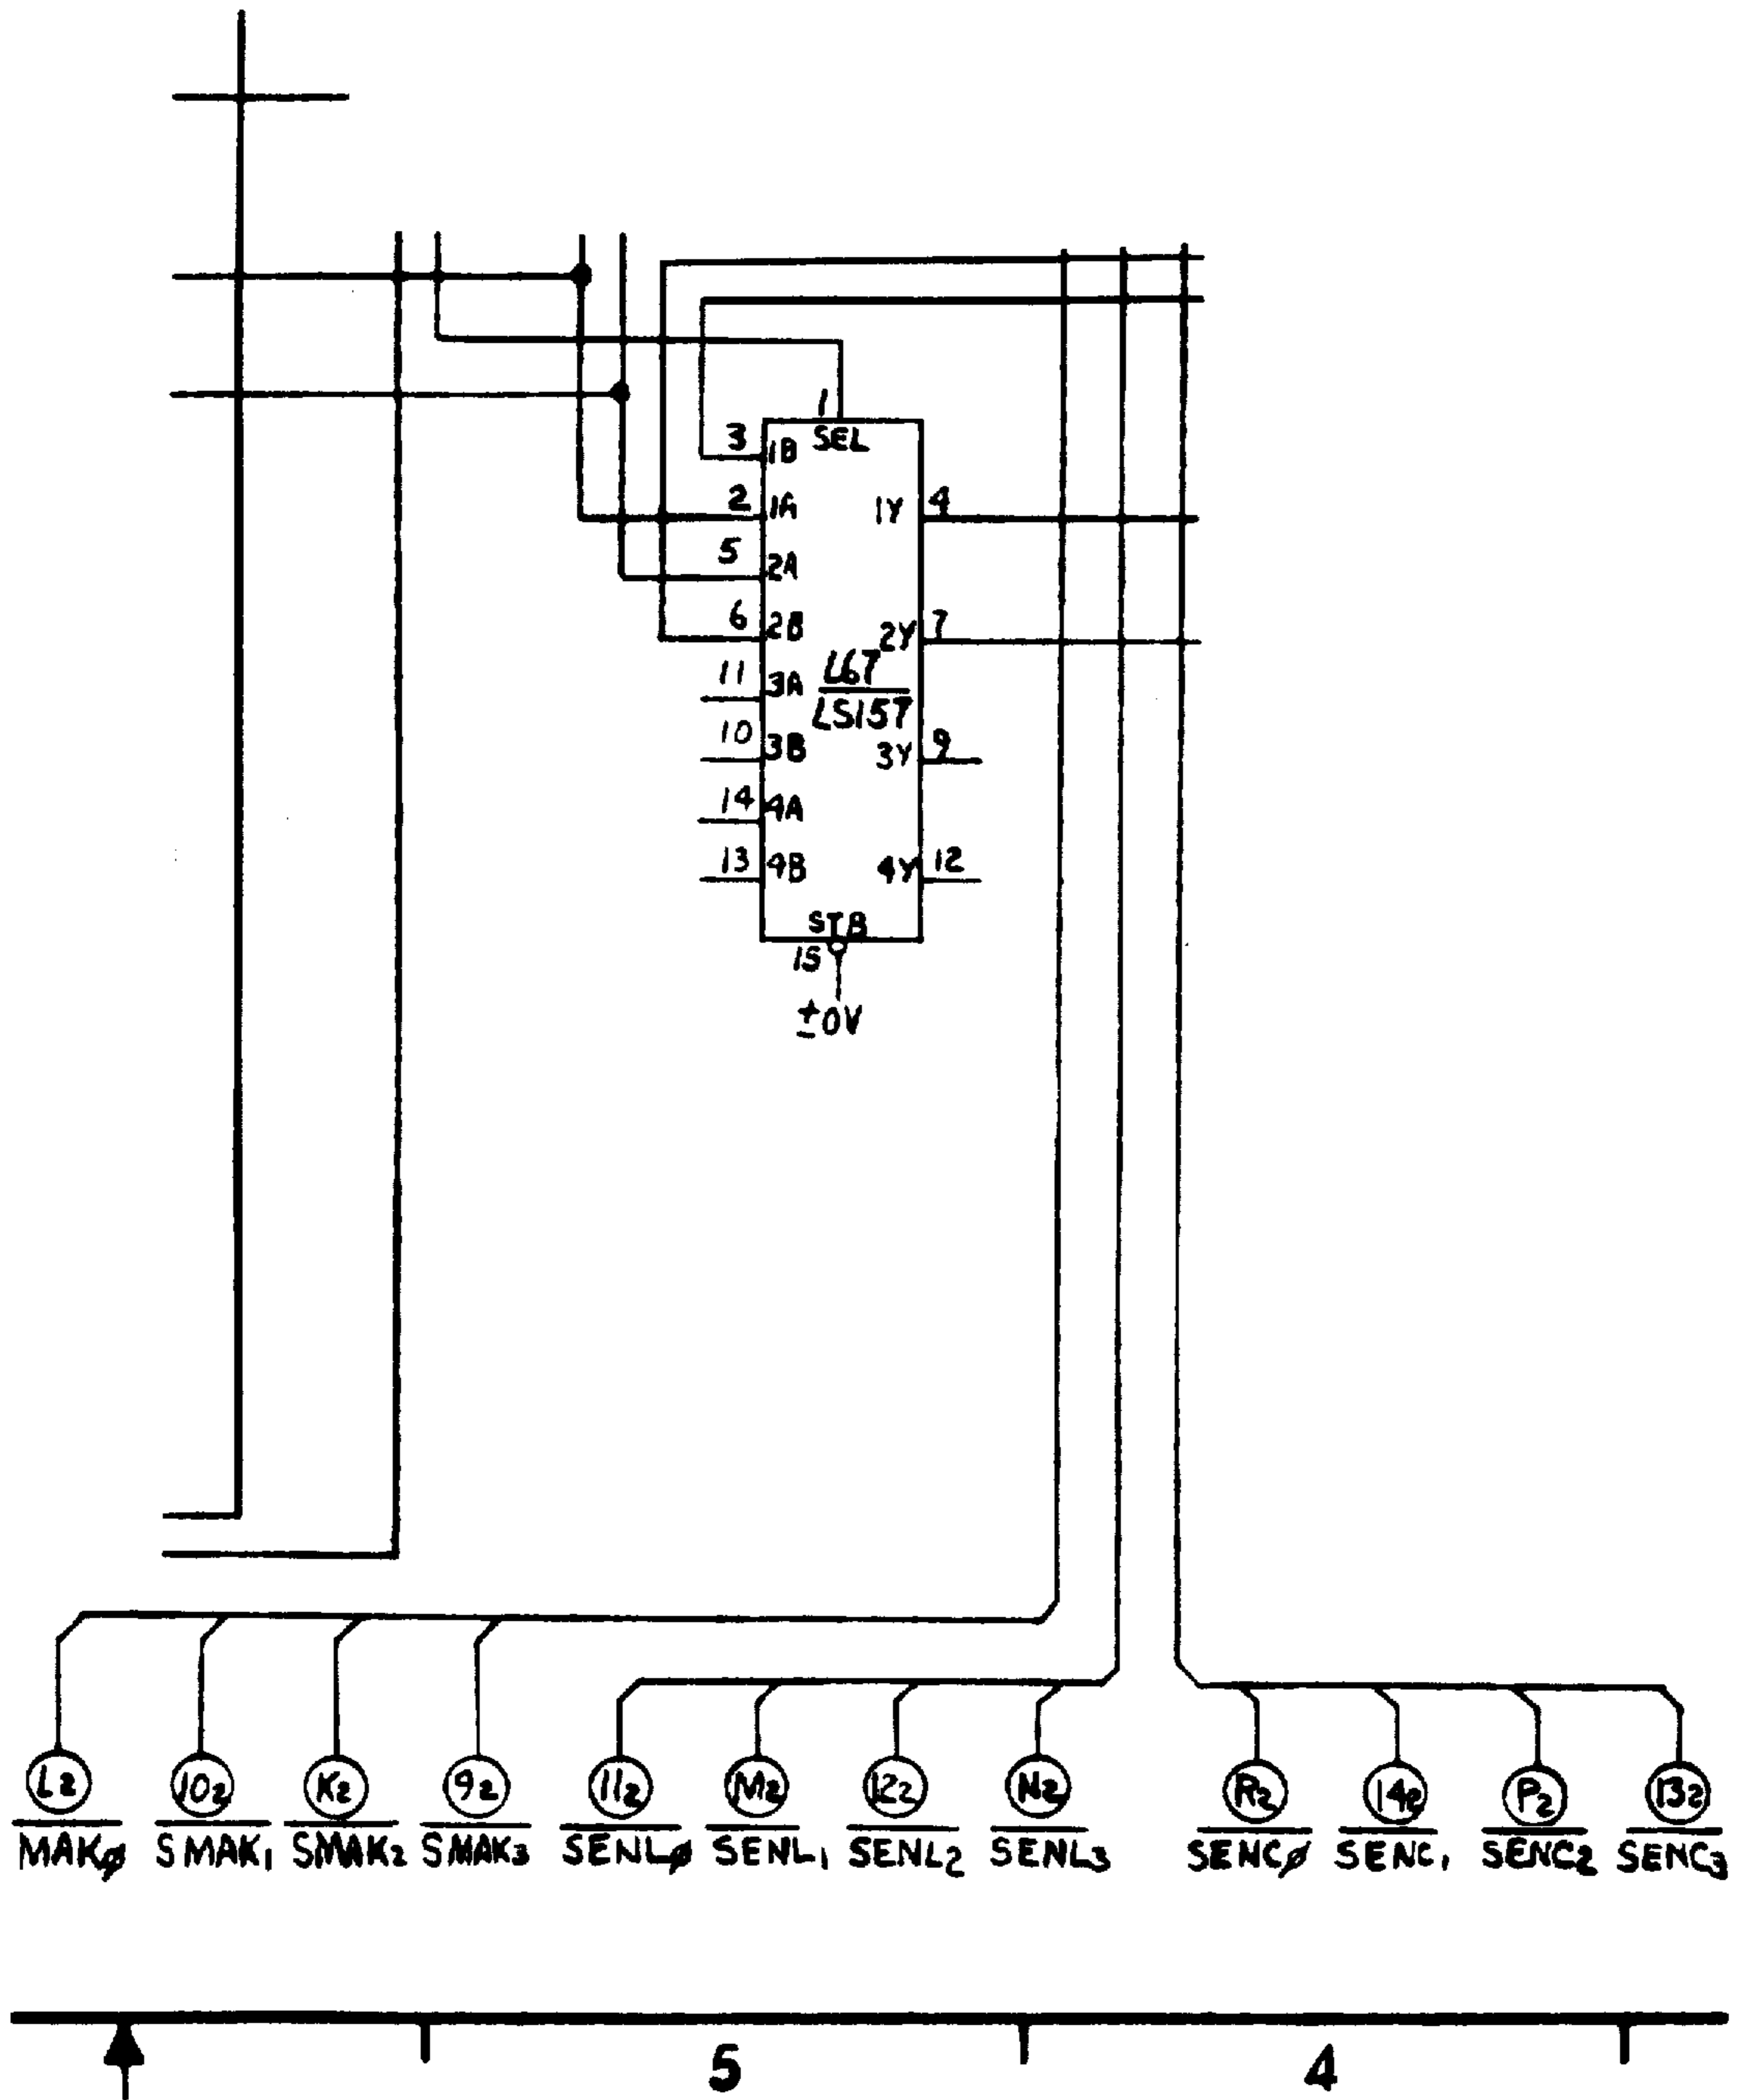 1
SEL
3 1B
2 1A 1Y 4
5 2A
6 2B 2Y 7
11 3A L67
LS157
10 3B 3Y 9
14 4A
13 4B 4Y 12
STB
15
±0V
L2 102 K2 92 112 M2 122 N2 R2 142 P2 132
MAKØ SMAK1 SMAK2 SMAK3 SENLØ SENL1 SENL2 SENL3 SENCØ SENC1 SENC2 SENC3
5 4